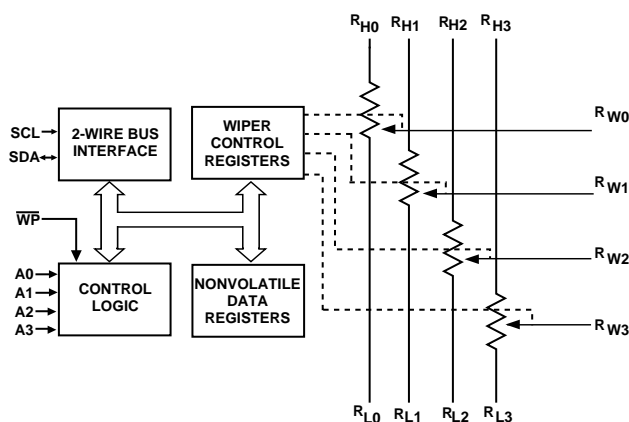 RH0 RH1 RH2 RH3
SCL
SDA
2-WIRE BUS
INTERFACE
WIPER
CONTROL
REGISTERS
RW0
RW1
RW2
RW3
WP
A0
A1
A2
A3
CONTROL
LOGIC
NONVOLATILE
DATA
REGISTERS
RL0 RL1 RL2 RL3